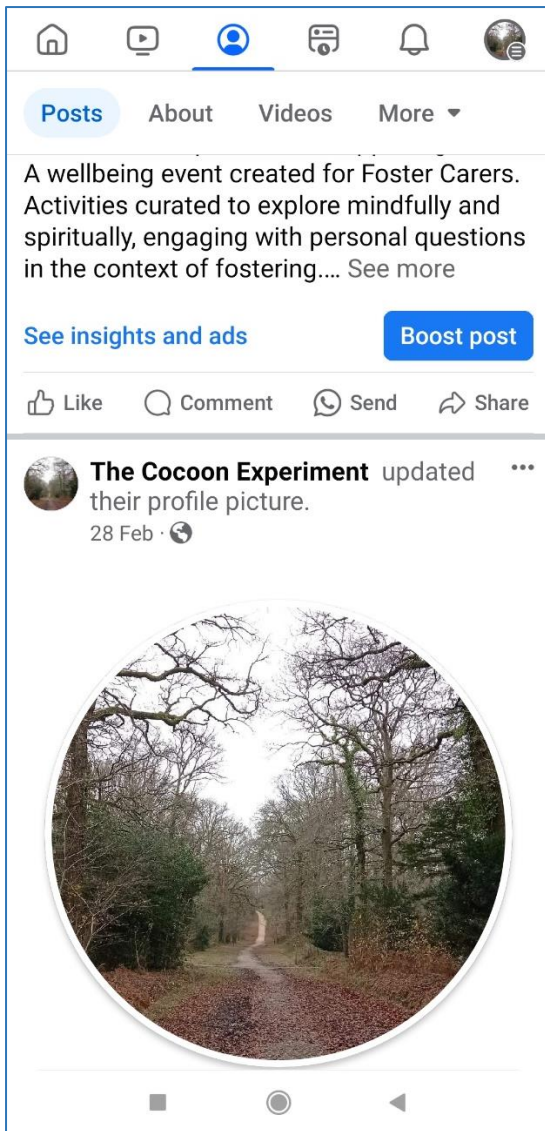 Posts About Videos More
A wellbeing event created for Foster Carers.
Activities curated to explore mindfully and
spiritually, engaging with personal questions
in the context of fostering.... See more
See insights and ads Boost post
Like Comment Send Share
The Cocoon Experiment updated
their profile picture.
28 Feb ·